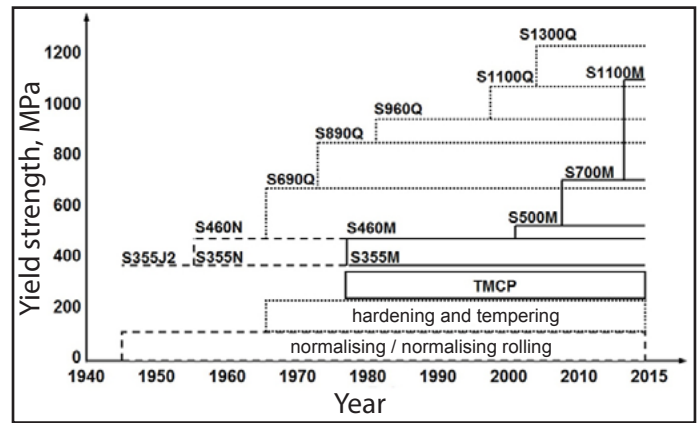 Yield strength, MPa
1200
1000
800
600
400
200
0
S1300Q
S1100M
S1100Q
S960Q
S890Q
S700M
S690Q
S460N
S460M
S500M
S355J2
S355N
S355M
TMCP
hardening and tempering
normalising / normalising rolling
1940 1950 1960 1970 1980 1990 2000 2010 2015
Year